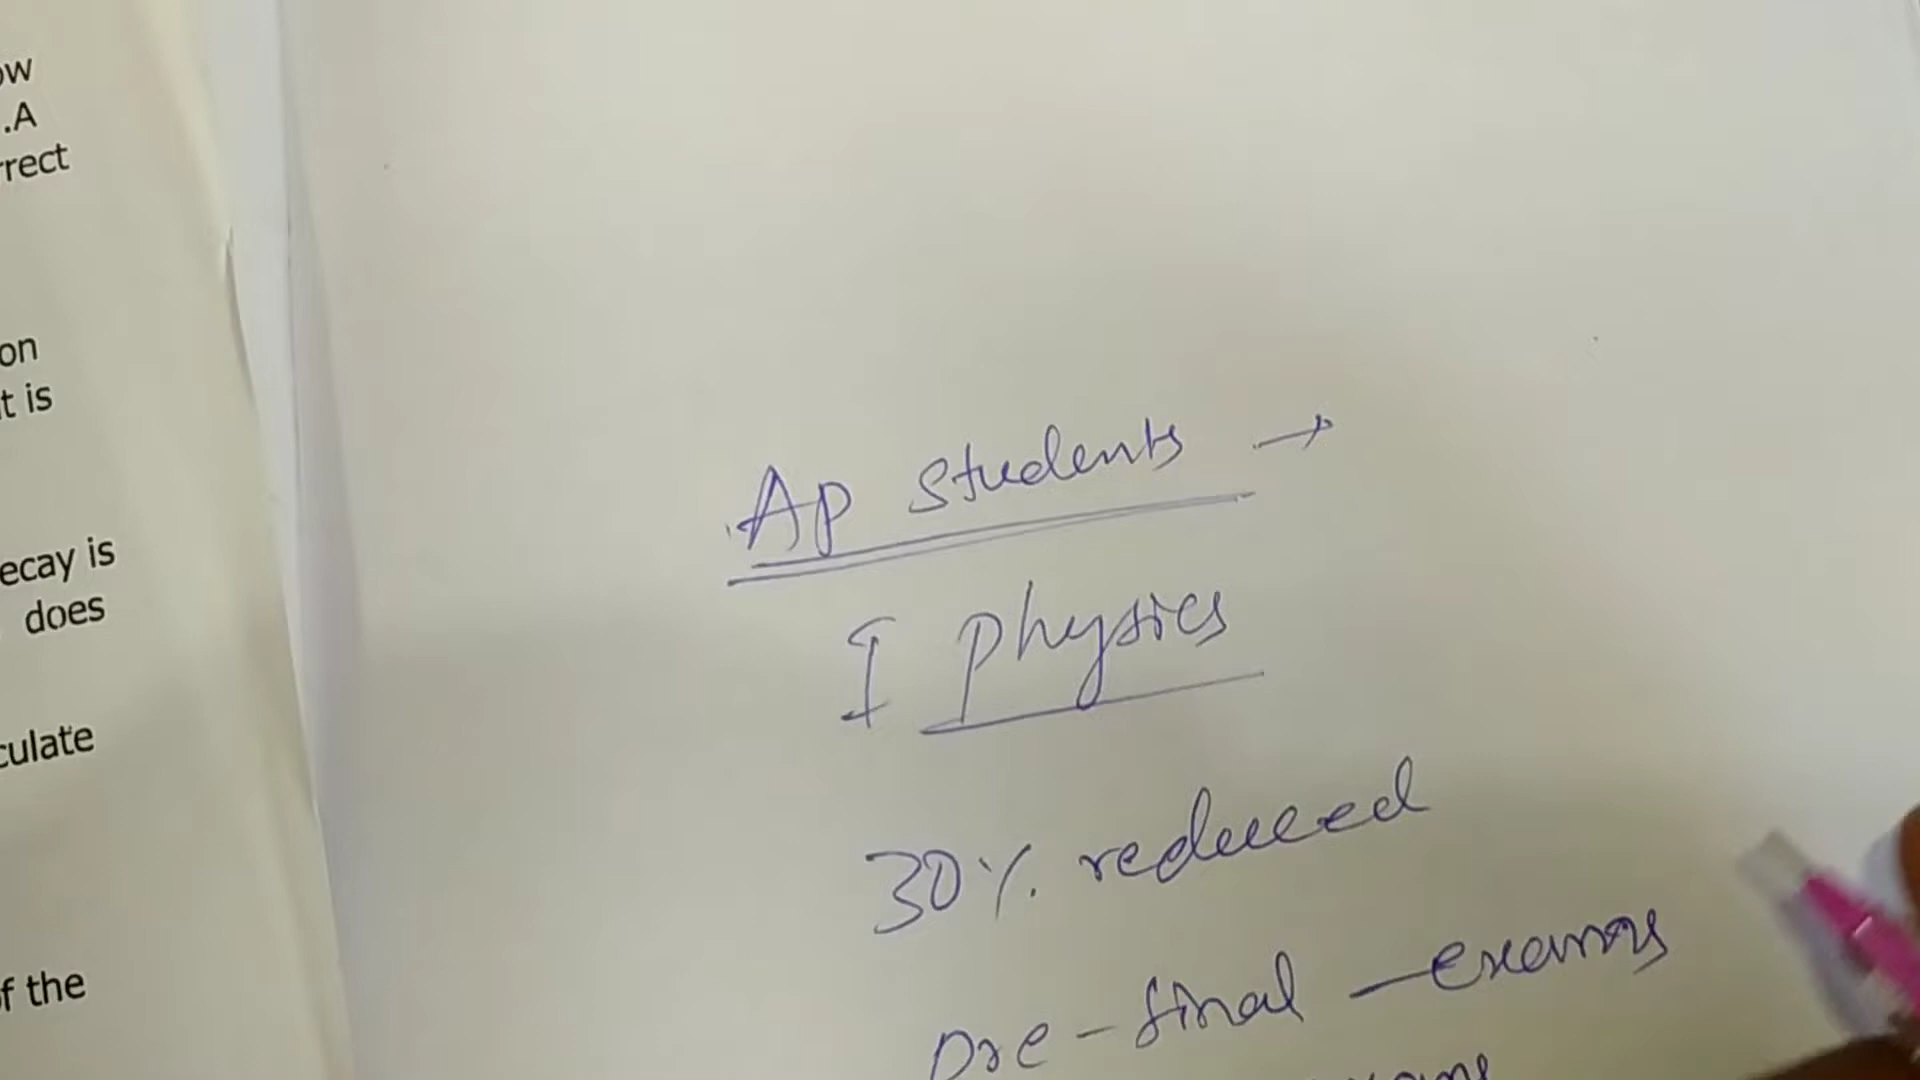 ow
.A
rrect
on
t is
ecay is
does
culate
f the
AP students →
I physics
30% reduced
pre - final - exams